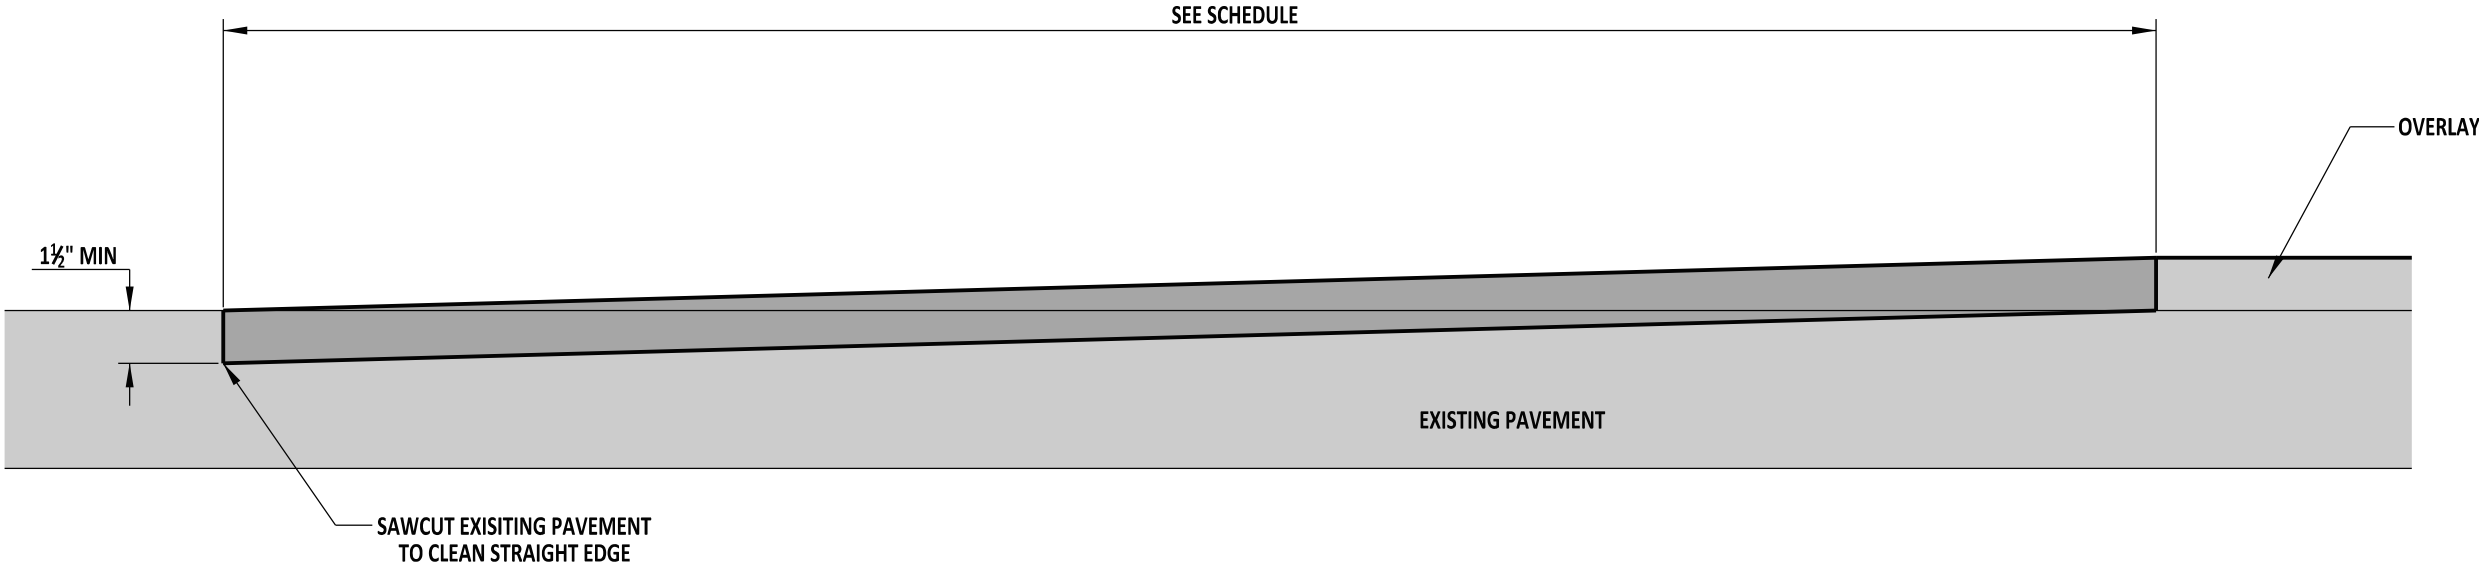 SEE SCHEDULE
OVERLAY
1½" MIN
EXISTING PAVEMENT
SAWCUT EXISITING PAVEMENT
TO CLEAN STRAIGHT EDGE